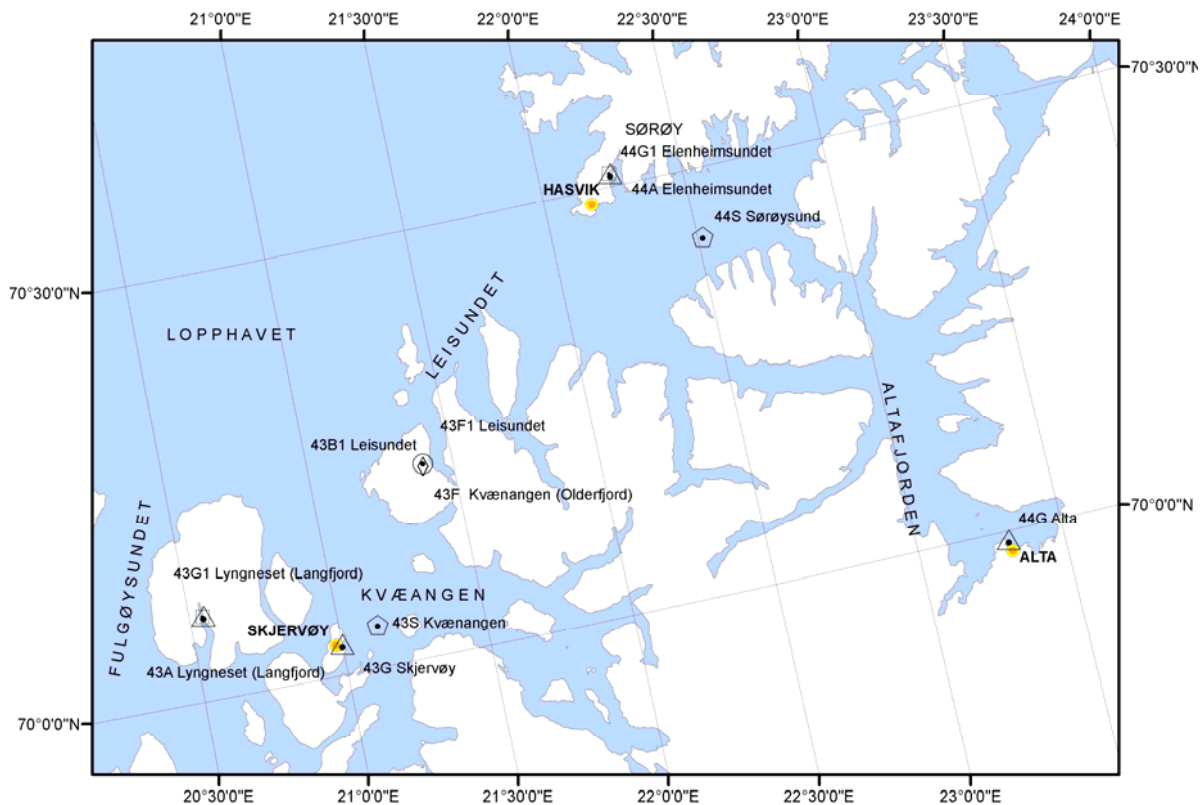 21°0'0"E
21°30'0"E
22°0'0"E
22°30'0"E
23°0'0"E
23°30'0"E
24°0'0"E
70°30'0"N
SØRØY
44G1 Elenheimsundet
HASVIK
44A Elenheimsundet
44S Sørøysund
70°30'0"N
LEISUNDET
LOPPHAVET
ALTAFJORDEN
43F1 Leisundet
43B1 Leisundet
43F Kvænangen (Olderfjord)
70°0'0"N
FULGØYSUNDET
44G Alta
ALTA
43G1 Lyngneset (Langfjord)
KVÆANGEN
43S Kvænangen
SKJERVØY
43A Lyngneset (Langfjord)
43G Skjervøy
70°0'0"N
20°30'0"E
21°0'0"E
21°30'0"E
22°0'0"E
22°30'0"E
23°0'0"E